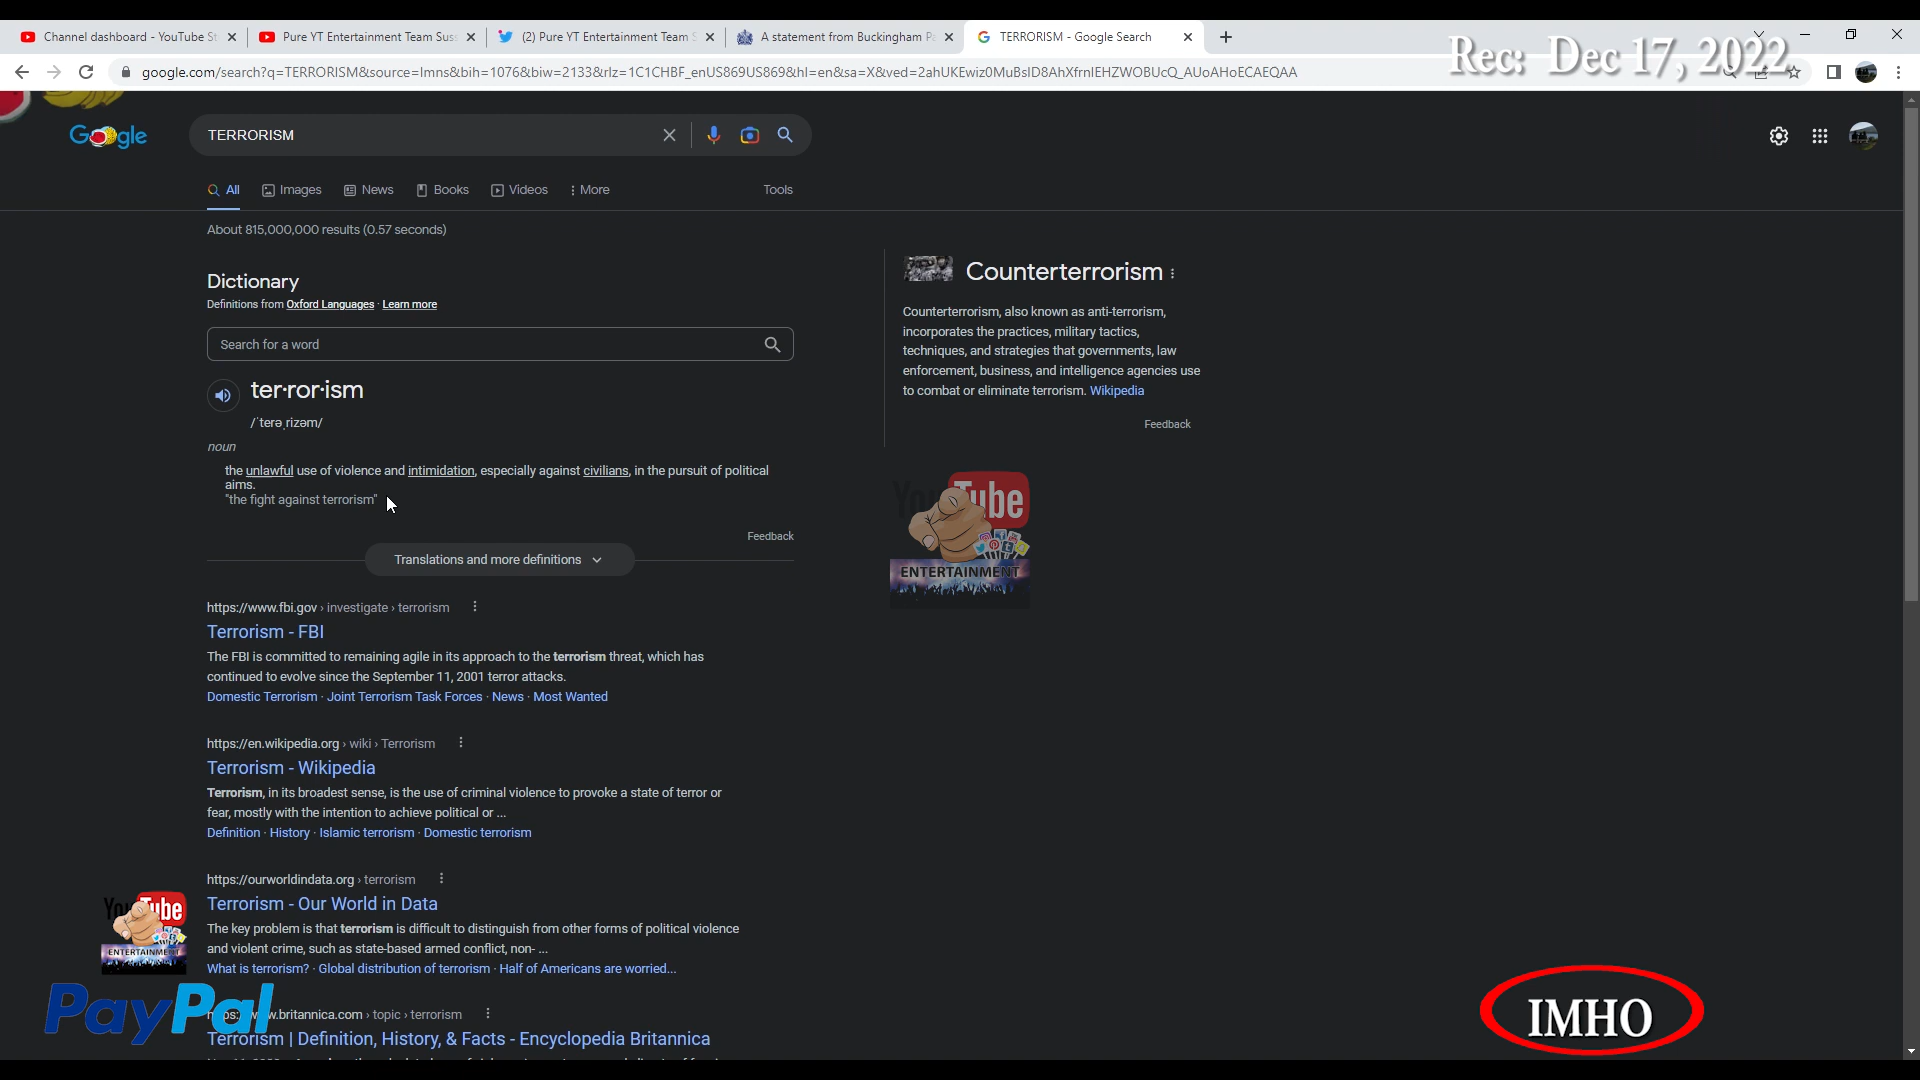 Channel dashboard - YouTube St
Pure YT Entertainment Team Sus
(2) Pure YT Entertainment Team S
A statement from Buckingham Pa
TERRORISM - Google Search
Rec: Dec 17, 2022
google.com/search?q=TERRORISM&source=lmns&bih=1076&biw=2133&rlz=1C1CHBF_enUS869US869&hl=en&sa=X&ved=2ahUKEwiz0MuBsID8AhXfrnIEHZWOBUcQ_AUoAHoECAEQAA
Google
TERRORISM
All Images News Books Videos More Tools
About 815,000,000 results (0.57 seconds)
Dictionary
Definitions from Oxford Languages · Learn more
Search for a word
ter·ror·ism
/ˈterəˌrizəm/
noun
the unlawful use of violence and intimidation, especially against civilians, in the pursuit of political
aims.
"the fight against terrorism"
Feedback
Translations and more definitions
https://www.fbi.gov › investigate › terrorism
Terrorism - FBI
The FBI is committed to remaining agile in its approach to the terrorism threat, which has
continued to evolve since the September 11, 2001 terror attacks.
Domestic Terrorism · Joint Terrorism Task Forces · News · Most Wanted
https://en.wikipedia.org › wiki › Terrorism
Terrorism - Wikipedia
Terrorism, in its broadest sense, is the use of criminal violence to provoke a state of terror or
fear, mostly with the intention to achieve political or ...
Definition · History · Islamic terrorism · Domestic terrorism
https://ourworldindata.org › terrorism
Terrorism - Our World in Data
The key problem is that terrorism is difficult to distinguish from other forms of political violence
and violent crime, such as state-based armed conflict, non- ...
What is terrorism? · Global distribution of terrorism · Half of Americans are worried...
britannica.com › topic › terrorism
Terrorism | Definition, History, & Facts - Encyclopedia Britannica
Counterterrorism
Counterterrorism, also known as anti-terrorism,
incorporates the practices, military tactics,
techniques, and strategies that governments, law
enforcement, business, and intelligence agencies use
to combat or eliminate terrorism. Wikipedia
Feedback
YouTube
ENTERTAINMENT
YouTube
ENTERTAINMENT
PayPal
IMHO